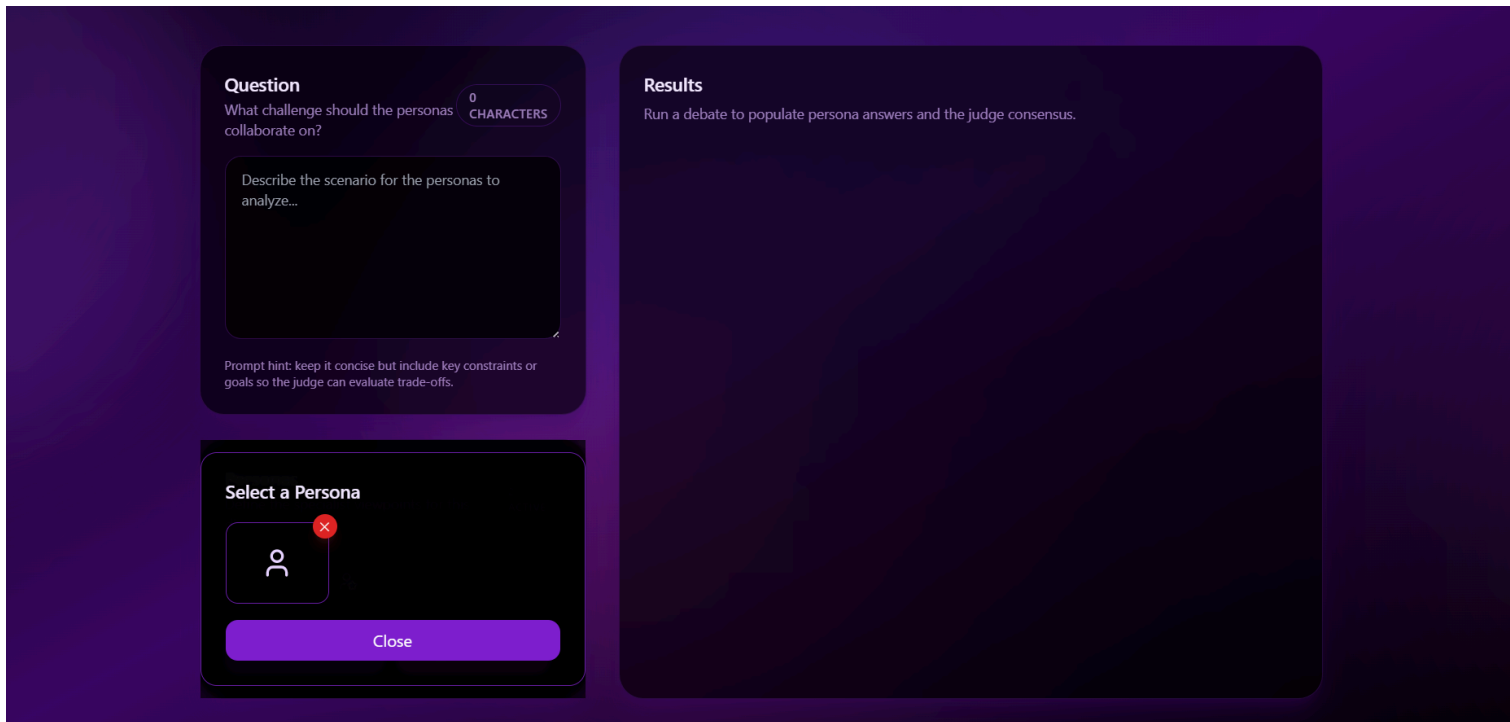 Question
What challenge should the personas
collaborate on?
0
CHARACTERS
Describe the scenario for the personas to
analyze...
Prompt hint: keep it concise but include key constraints or
goals so the judge can evaluate trade-offs.
Select a Persona
Close
Results
Run a debate to populate persona answers and the judge consensus.